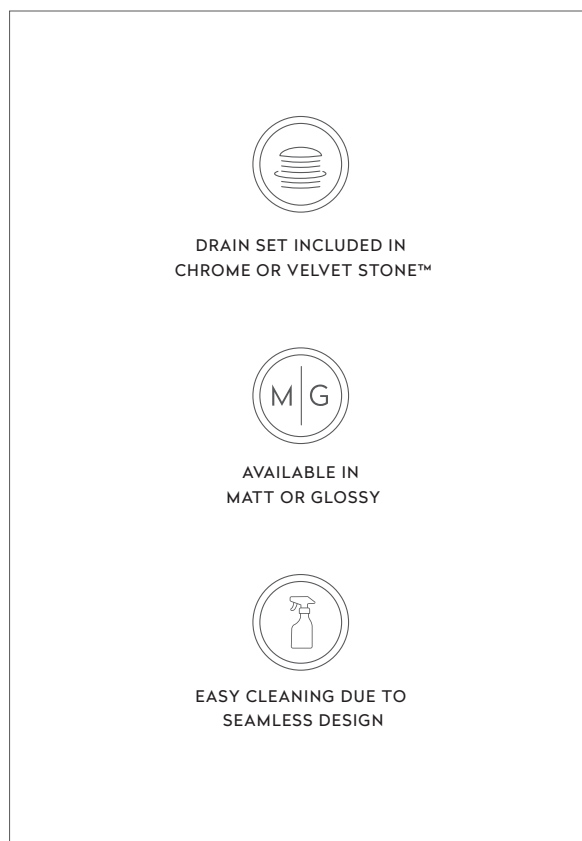 DRAIN SET INCLUDED IN
CHROME OR VELVET STONE™
M|G
AVAILABLE IN
MATT OR GLOSSY
EASY CLEANING DUE TO
SEAMLESS DESIGN